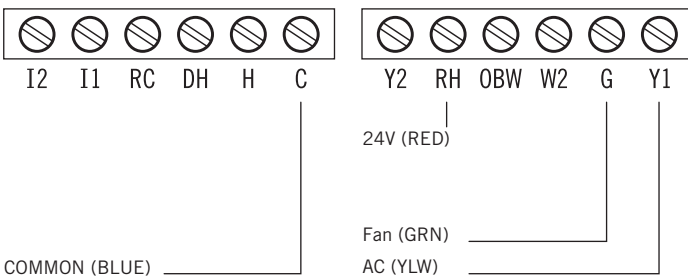 I2 I1 RC DH H C
Y2 RH OBW W2 G Y1
24V (RED)
Fan (GRN)
COMMON (BLUE)
AC (YLW)